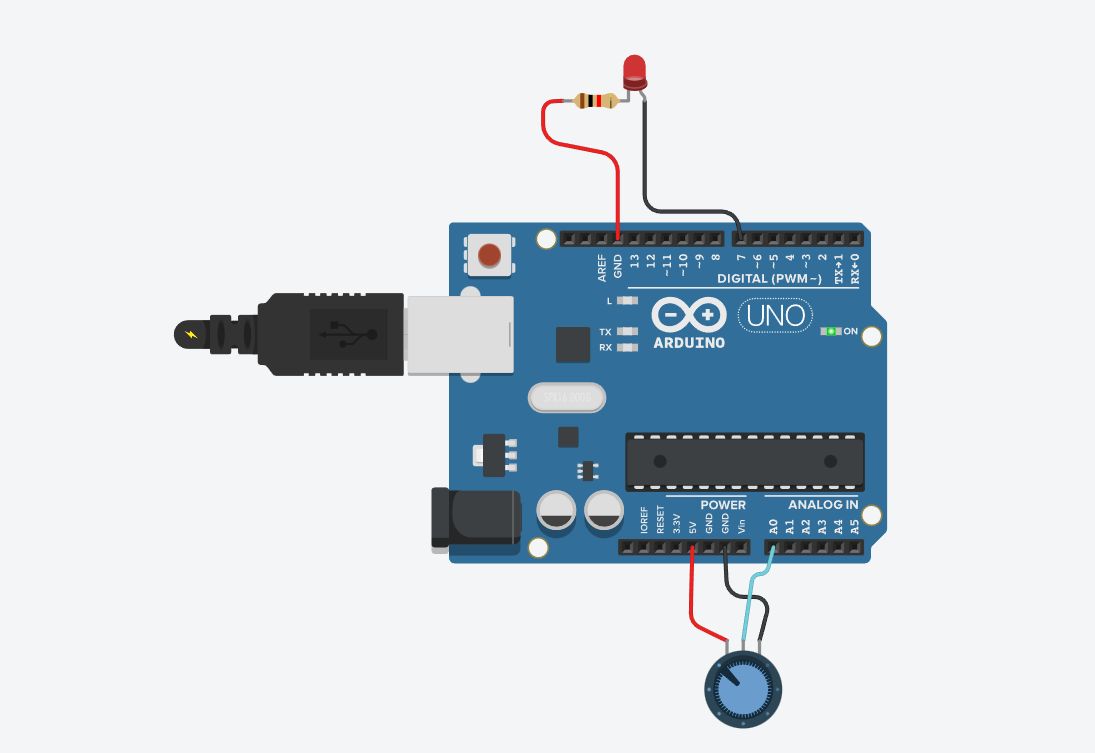 AREF
GND
13
12
~11
~10
~9
8
7
~6
~5
4
~3
2
TX→1
RX←0
DIGITAL (PWM~)
L
TX
RX
ARDUINO
UNO
ON
POWER
ANALOG IN
IOREF
RESET
3.3V
5V
GND
GND
Vin
A0
A1
A2
A3
A4
A5